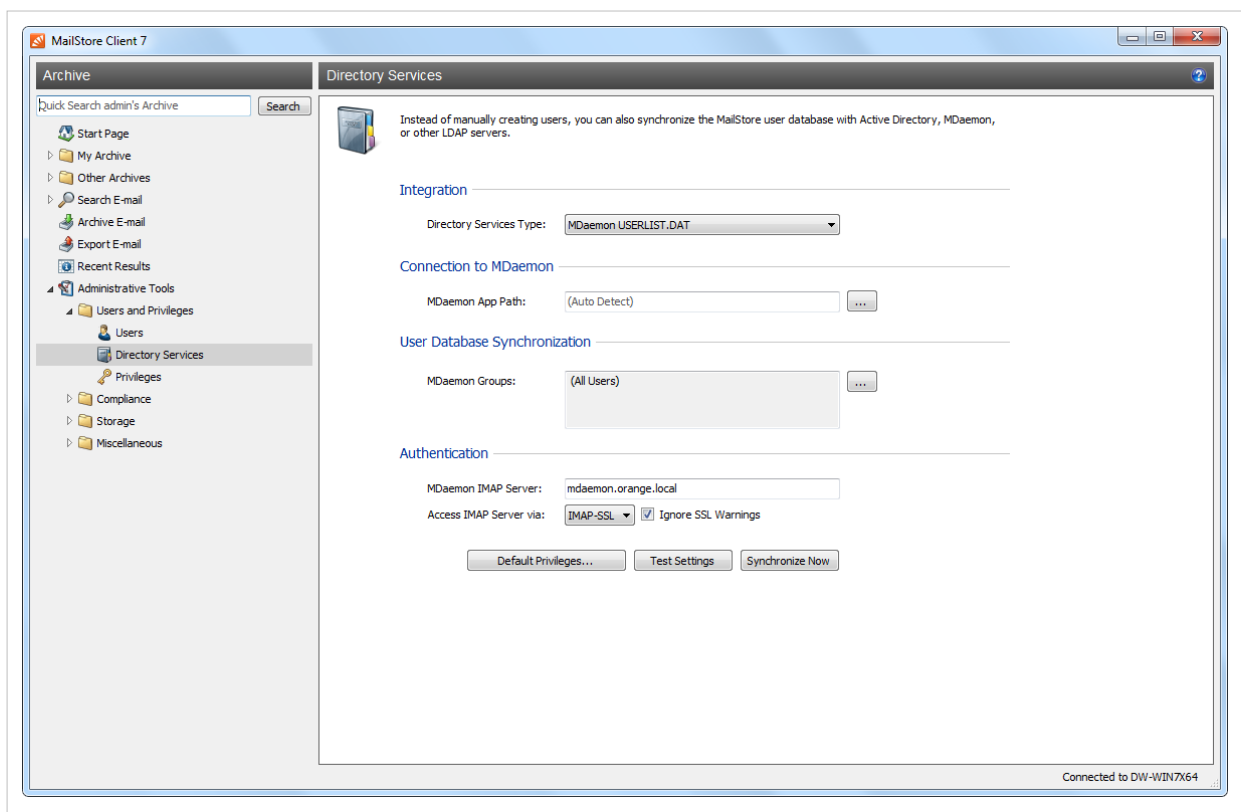 MailStore Client 7
Archive
Directory Services
Quick Search admin's Archive
Search
Start Page
My Archive
Other Archives
Search E-mail
Archive E-mail
Export E-mail
Recent Results
Administrative Tools
Users and Privileges
Users
Directory Services
Privileges
Compliance
Storage
Miscellaneous
Instead of manually creating users, you can also synchronize the MailStore user database with Active Directory, MDaemon,
or other LDAP servers.
Integration
Directory Services Type: MDaemon USERLIST.DAT
Connection to MDaemon
MDaemon App Path: (Auto Detect) ...
User Database Synchronization
MDaemon Groups: (All Users) ...
Authentication
MDaemon IMAP Server: mdaemon.orange.local
Access IMAP Server via: IMAP-SSL Ignore SSL Warnings
Default Privileges... Test Settings Synchronize Now
Connected to DW-WIN7X64